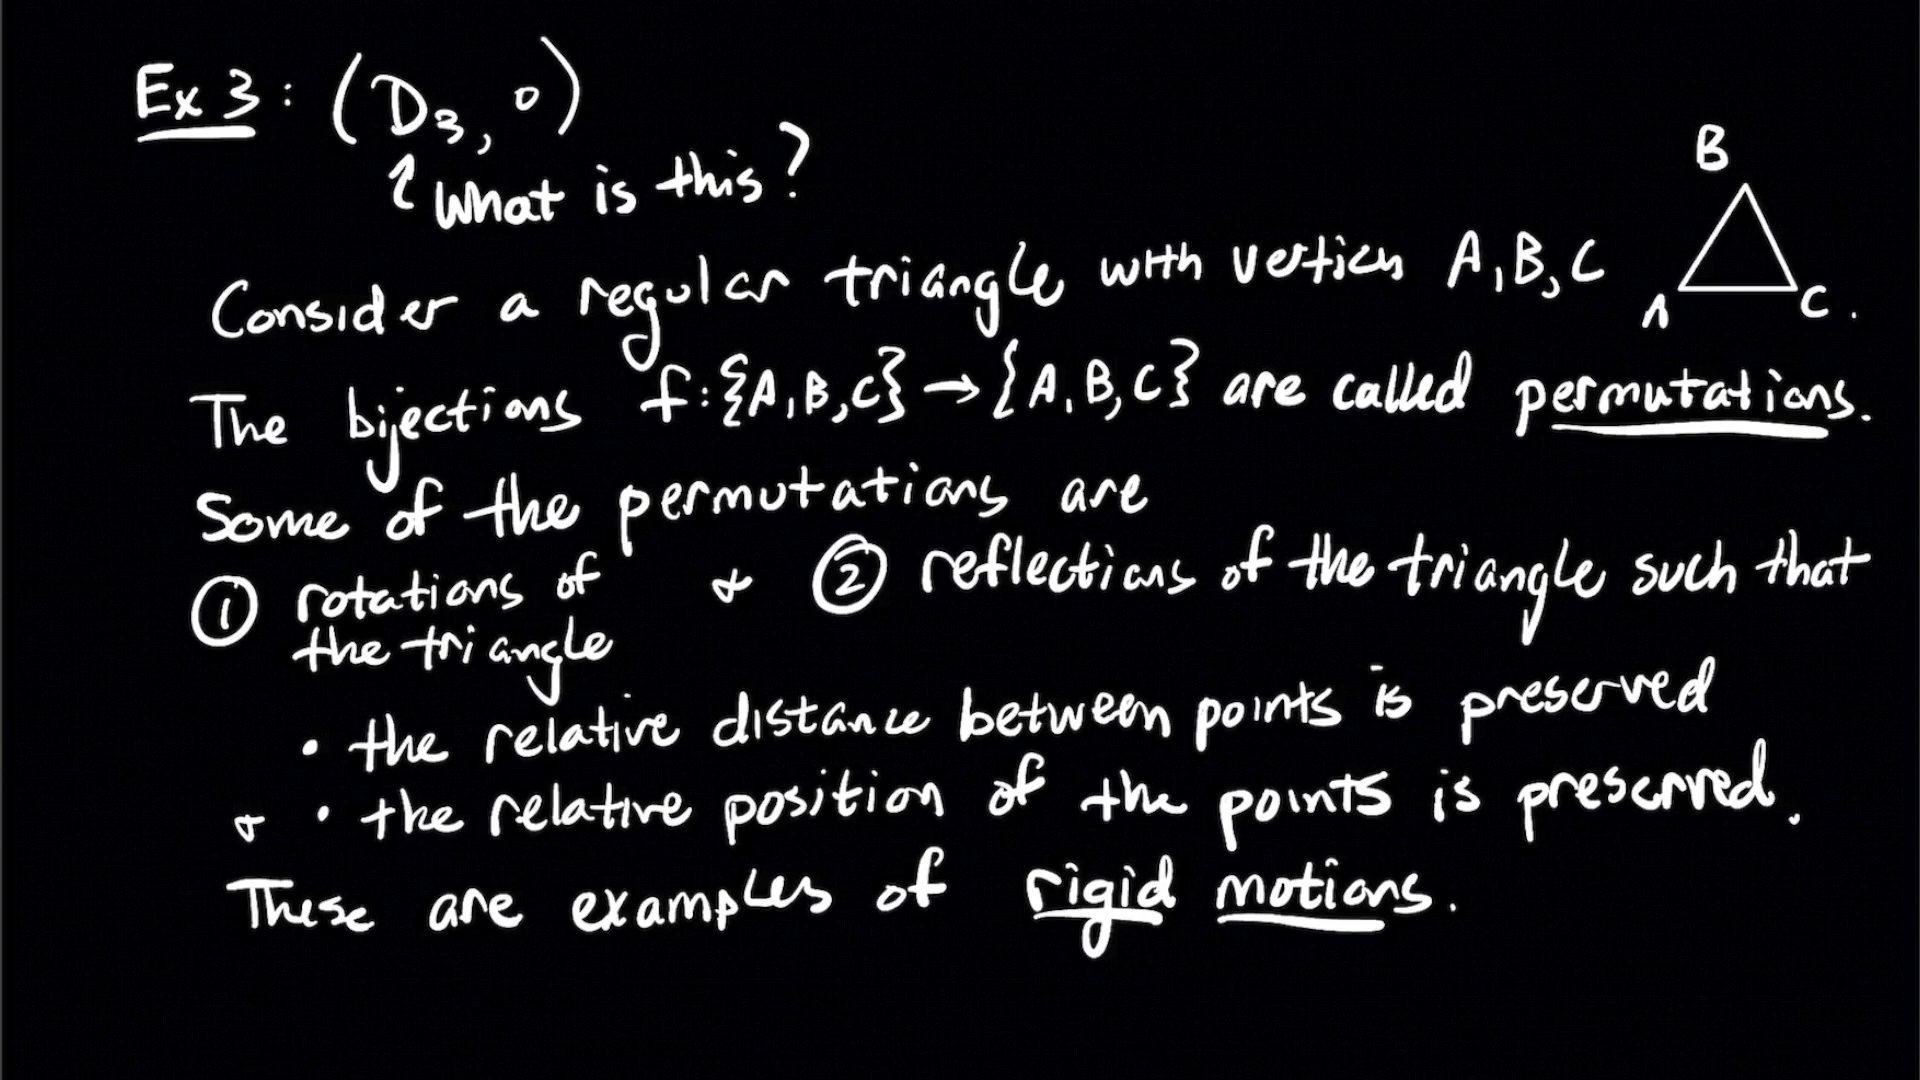 Ex 3: (D₃, ∘)
What is this?
B
Consider a regular triangle with vertices A, B, C
A C.
The bijections f: {A, B, C} → {A, B, C} are called permutations.
Some of the permutations are
① rotations of the triangle & ② reflections of the triangle such that
• the relative distance between points is preserved
& • the relative position of the points is preserved.
These are examples of rigid motions.